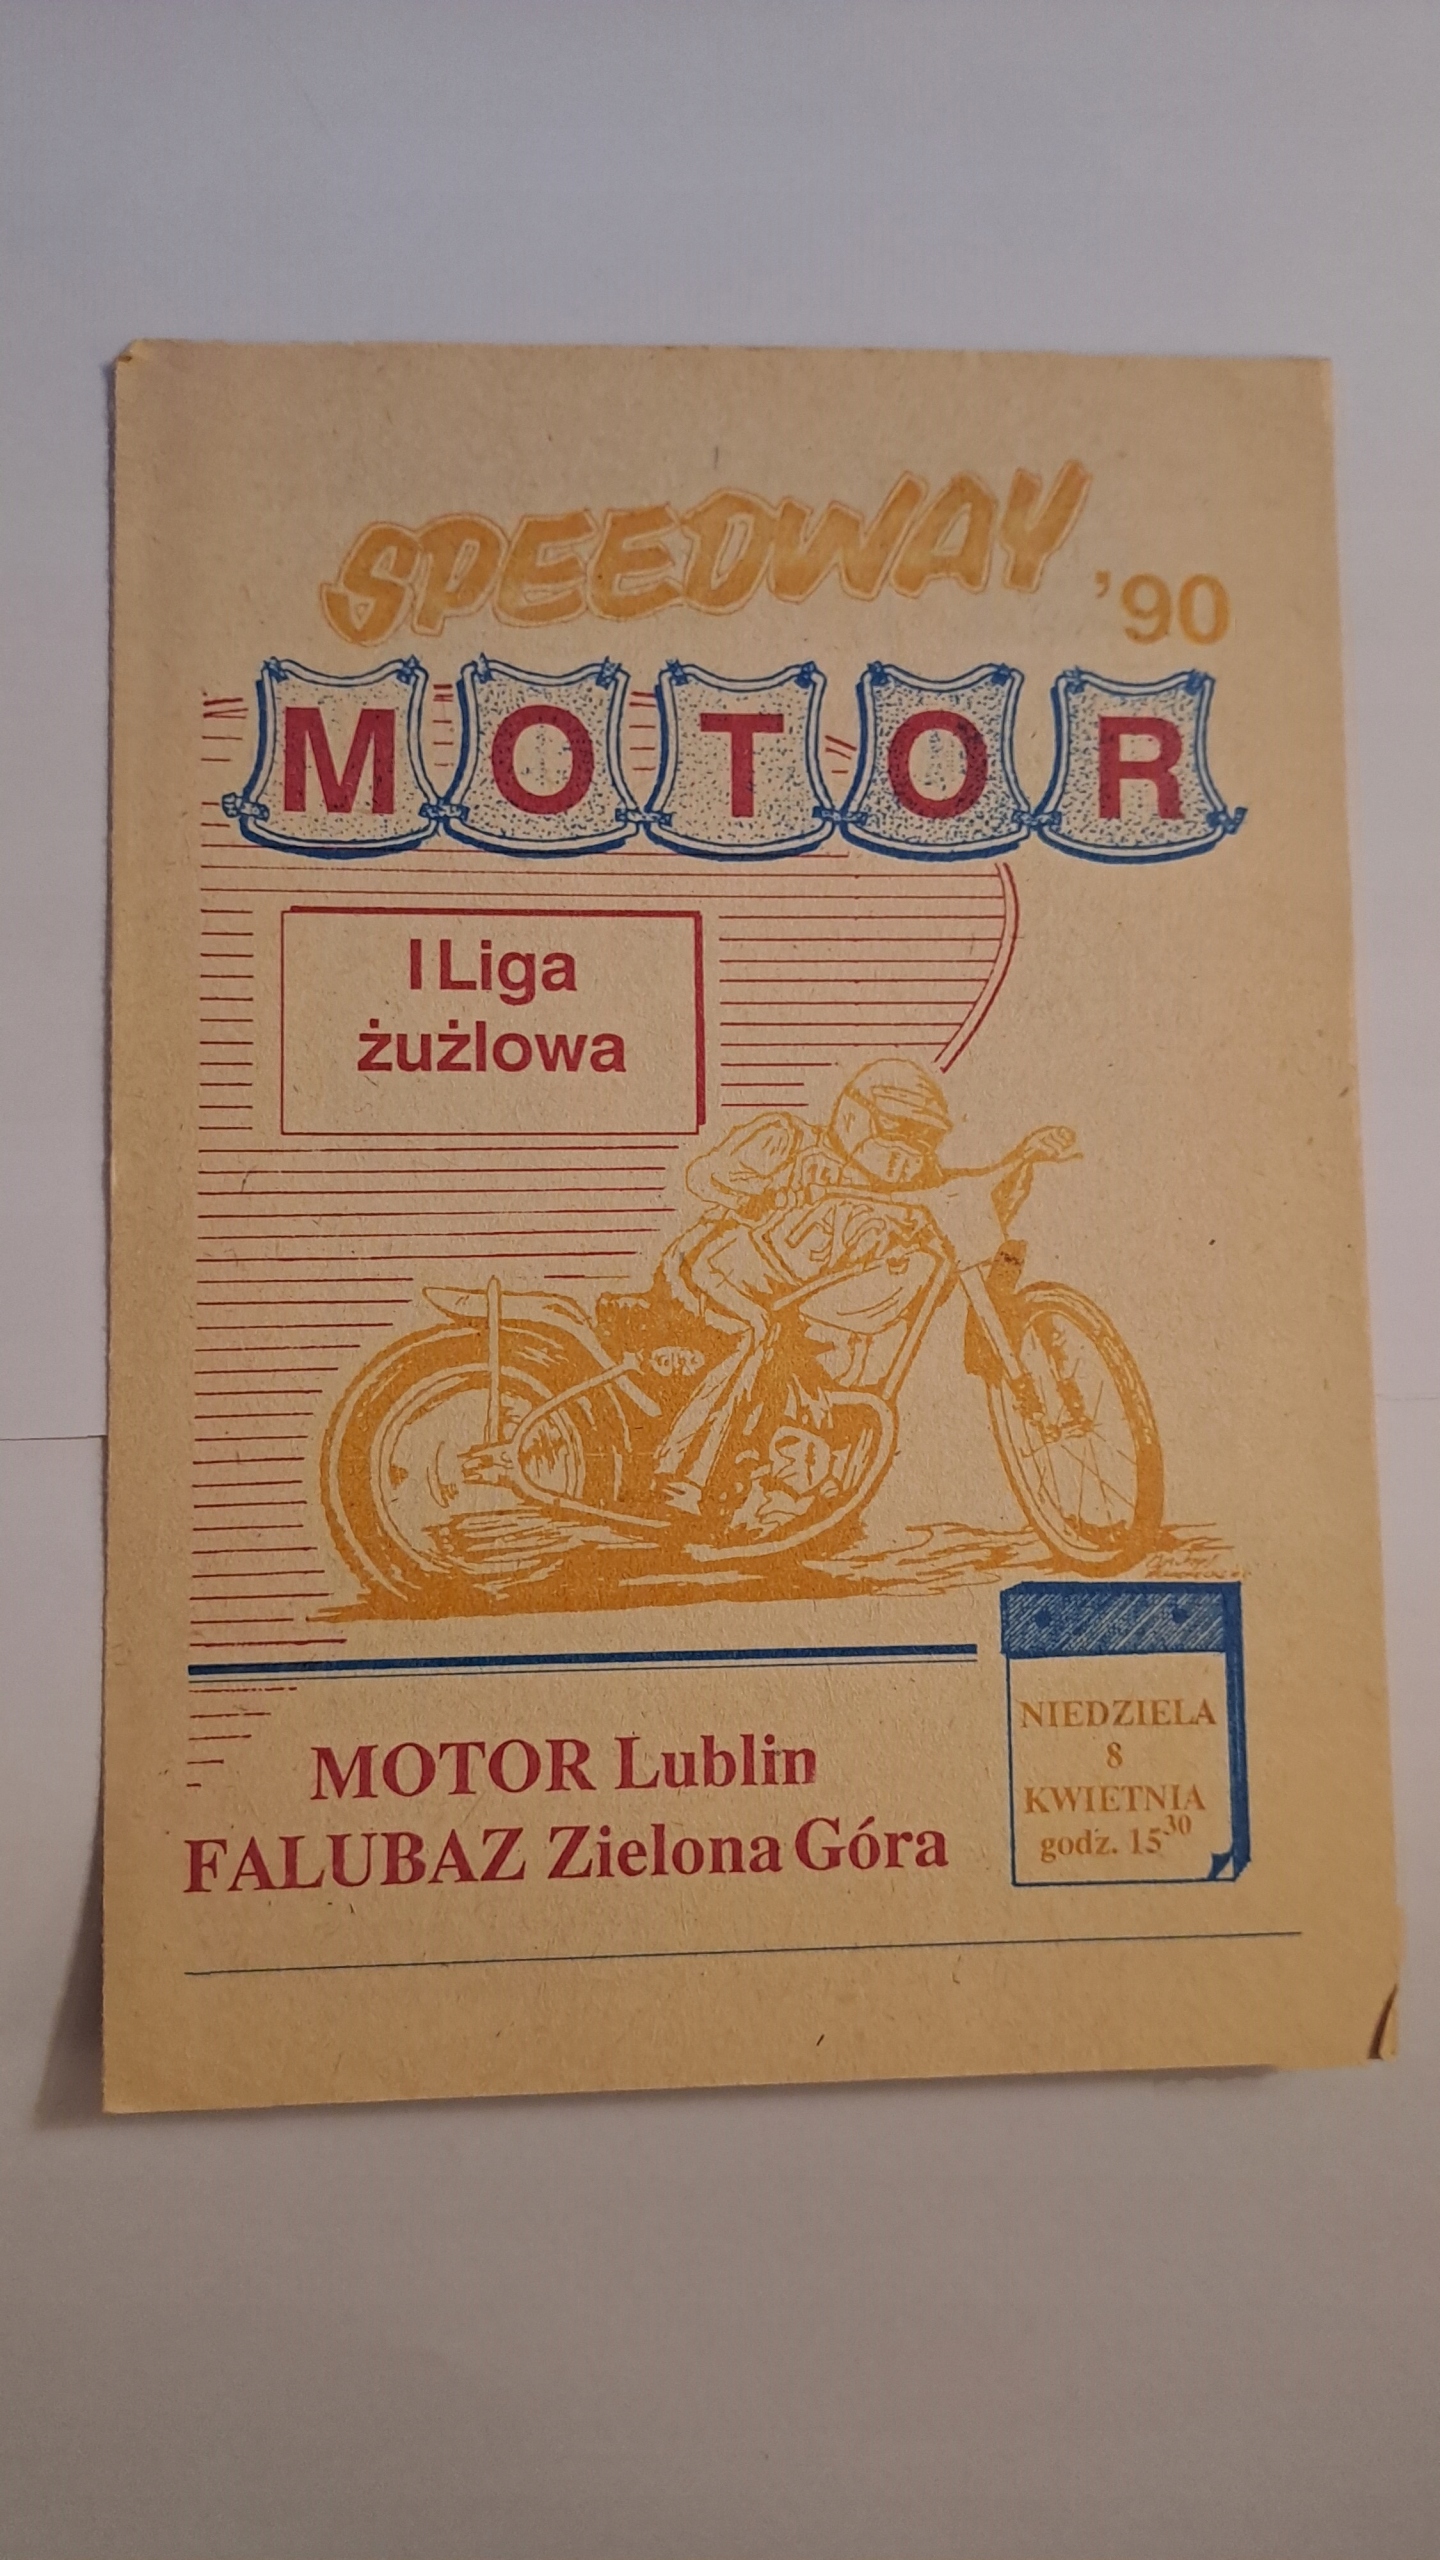 SPEEDWAY '90
MOTOR
I Liga
żużlowa
MOTOR Lublin
FALUBAZ Zielona Góra
NIEDZIELA
8
KWIETNIA
godz. 15³⁰